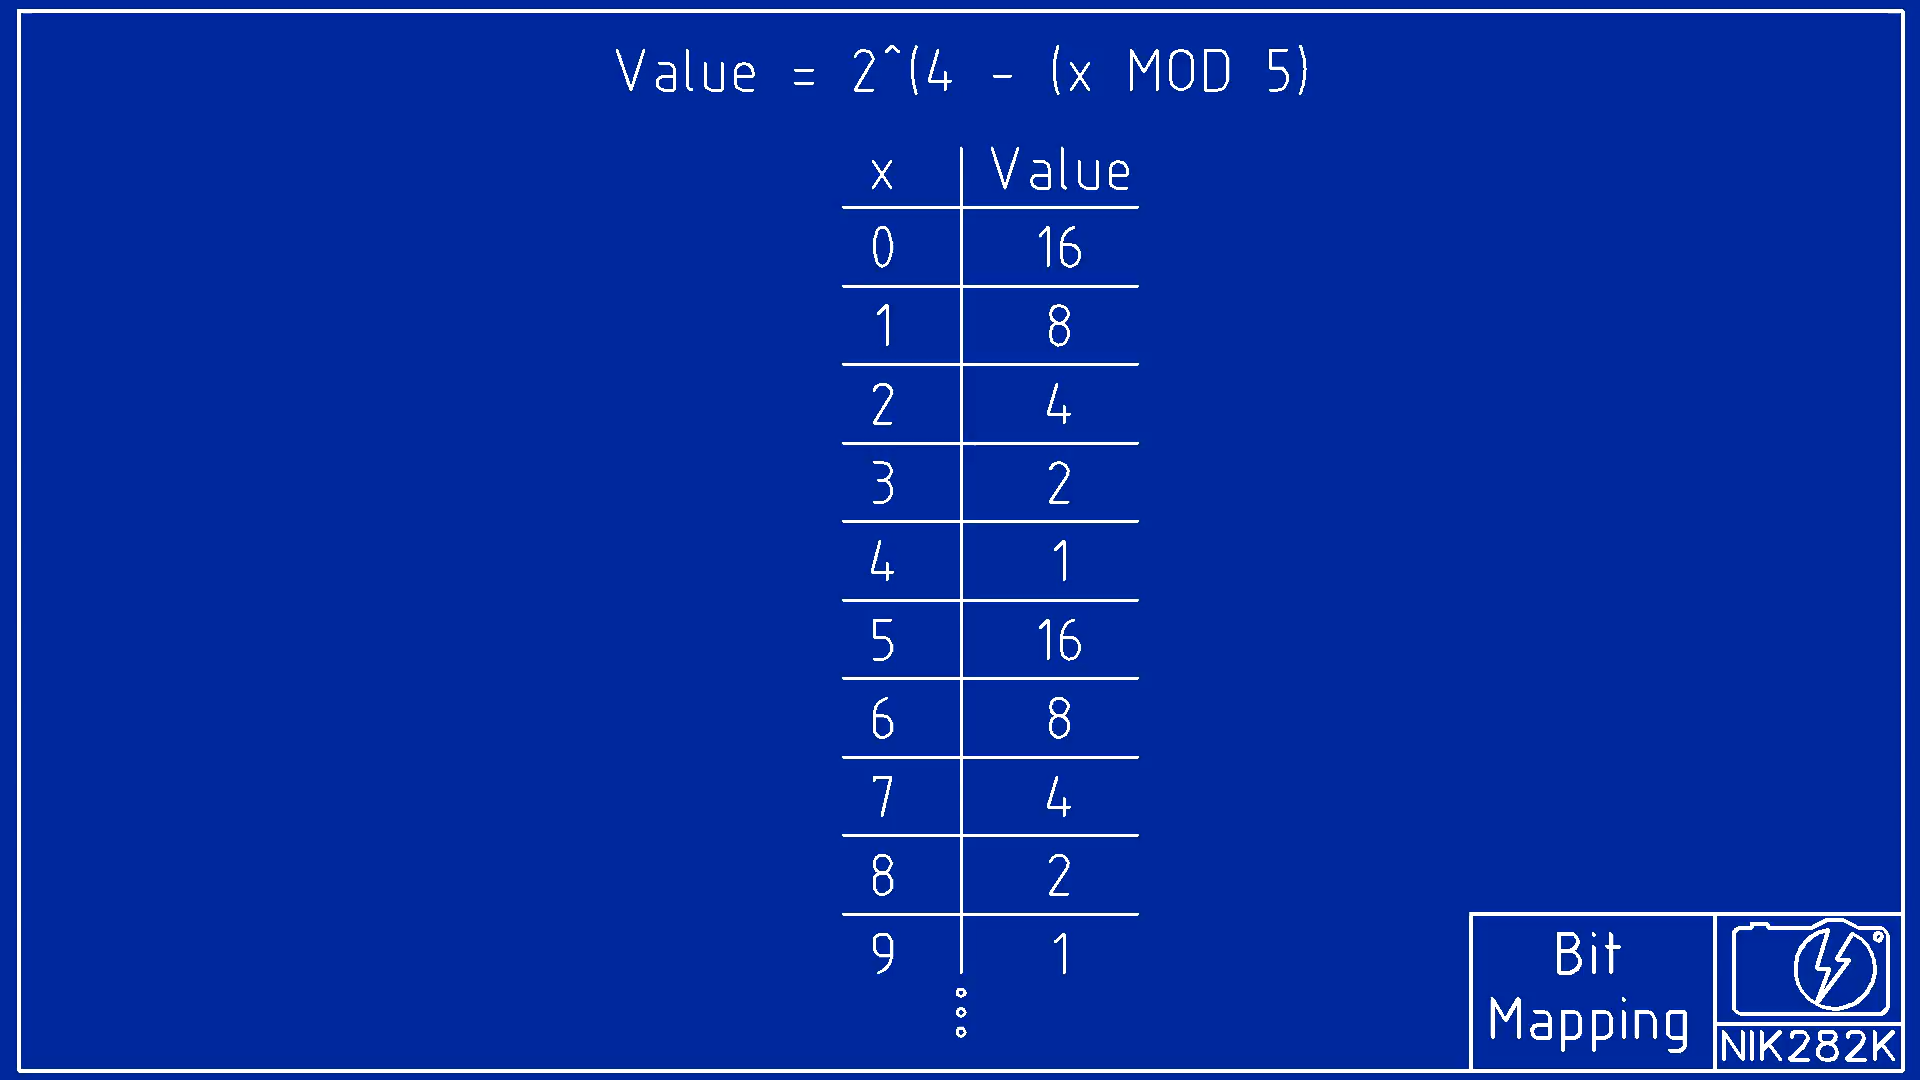 Value = 2^(4 - (x MOD 5)
x Value
0 16
1 8
2 4
3 2
4 1
5 16
6 8
7 4
8 2
9 1
Bit
Mapping
NIK282K